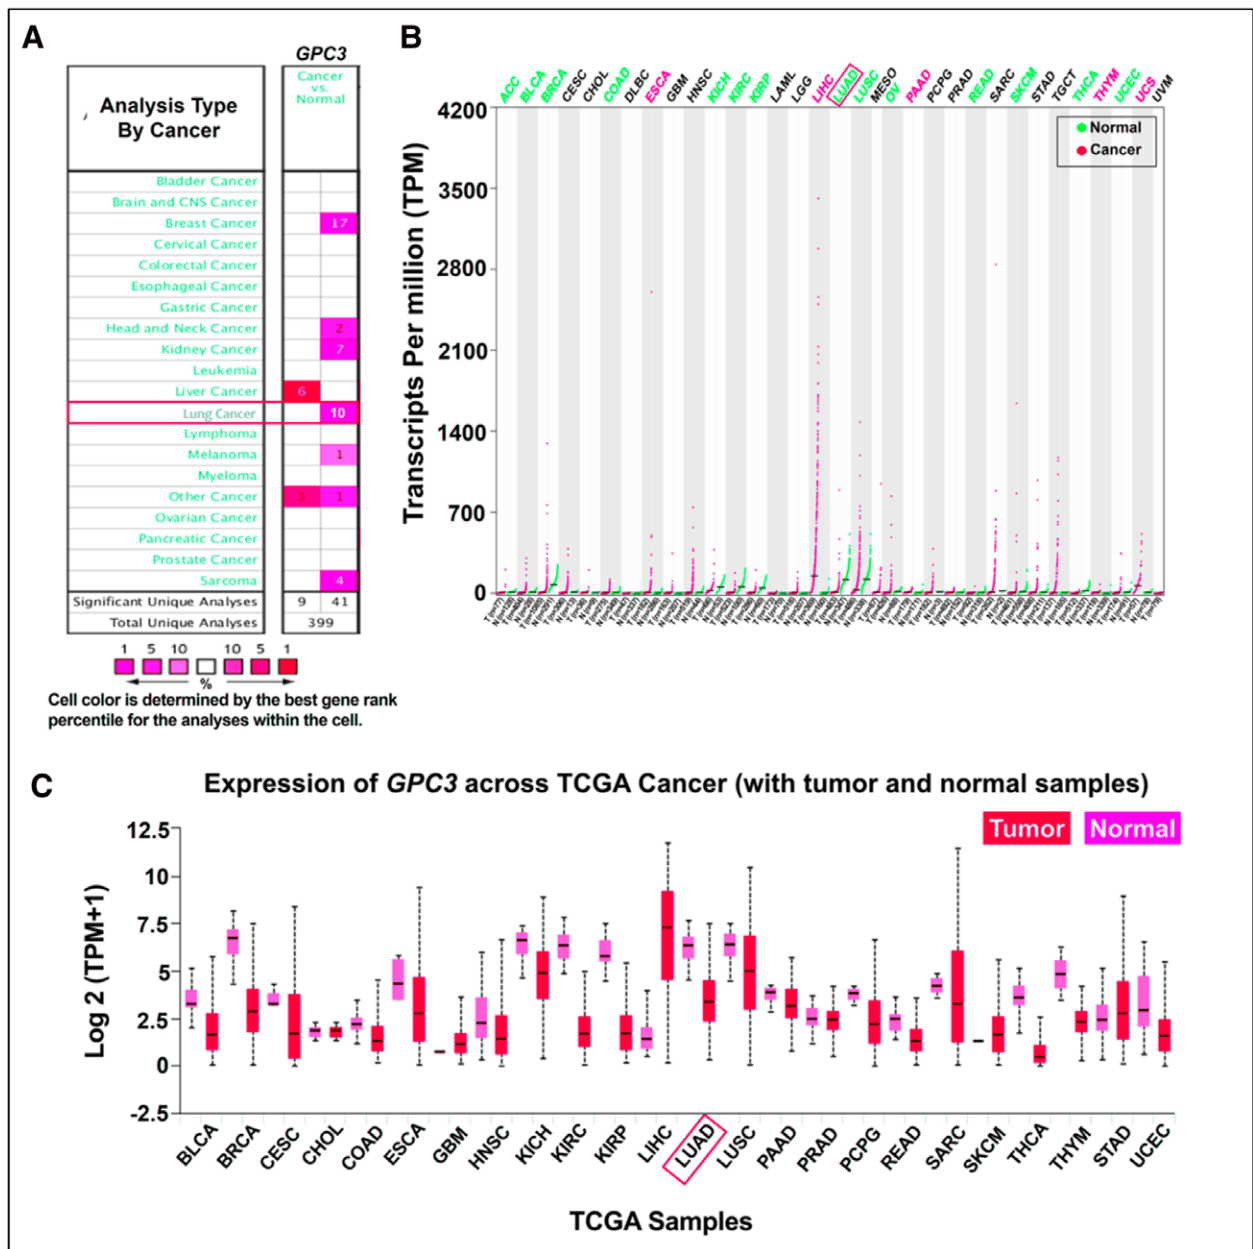 A
GPC3
Analysis Type
By Cancer
Cancer
vs.
Normal
Bladder Cancer
Brain and CNS Cancer
Breast Cancer 17
Cervical Cancer
Colorectal Cancer
Esophageal Cancer
Gastric Cancer
Head and Neck Cancer 2
Kidney Cancer 7
Leukemia
Liver Cancer 6
Lung Cancer 10
Lymphoma
Melanoma 1
Myeloma
Other Cancer 3 1
Ovarian Cancer
Pancreatic Cancer
Prostate Cancer
Sarcoma 4
Significant Unique Analyses 9 41
Total Unique Analyses 399
1 5 10 10 5 1
%
Cell color is determined by the best gene rank
percentile for the analyses within the cell.
B
ACC BLCA BRCA CESC CHOL COAD DLBC ESCA GBM HNSC KICH KIRC KIRP LAML LGG LIHC LUAD LUSC MESO OV PAAD PCPG PRAD READ SARC SKCM STAD TGCT THCA THYM UCEC UCS UVM
Transcripts Per million (TPM)
4200
3500
2800
2100
1400
700
0
Normal
Cancer
C
Expression of GPC3 across TCGA Cancer (with tumor and normal samples)
Tumor Normal
Log 2 (TPM+1)
12.5
10
7.5
5
2.5
0
-2.5
BLCA BRCA CESC CHOL COAD ESCA GBM HNSC KICH KIRC KIRP LIHC LUAD LUSC PAAD PRAD PCPG READ SARC SKCM THCA THYM STAD UCEC
TCGA Samples